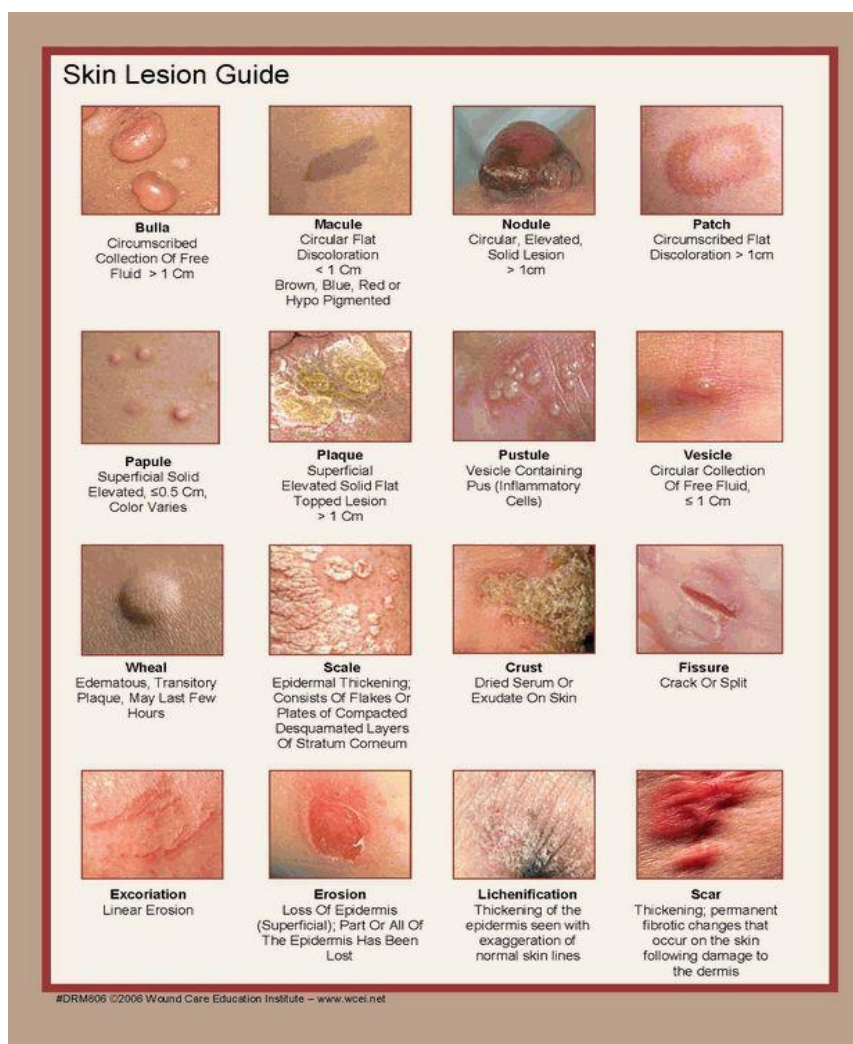 Skin Lesion Guide
Bulla
Circumscribed
Collection Of Free
Fluid > 1 Cm
Macule
Circular Flat
Discoloration
< 1 Cm
Brown, Blue, Red or
Hypo Pigmented
Nodule
Circular, Elevated,
Solid Lesion
> 1cm
Patch
Circumscribed Flat
Discoloration > 1cm
Papule
Superficial Solid
Elevated, ≤0.5 Cm,
Color Varies
Plaque
Superficial
Elevated Solid Flat
Topped Lesion
> 1 Cm
Pustule
Vesicle Containing
Pus (Inflammatory
Cells)
Vesicle
Circular Collection
Of Free Fluid,
≤ 1 Cm
Wheal
Edematous, Transitory
Plaque, May Last Few
Hours
Scale
Epidermal Thickening;
Consists Of Flakes Or
Plates of Compacted
Desquamated Layers
Of Stratum Corneum
Crust
Dried Serum Or
Exudate On Skin
Fissure
Crack Or Split
Excoriation
Linear Erosion
Erosion
Loss Of Epidermis
(Superficial); Part Or All Of
The Epidermis Has Been
Lost
Lichenification
Thickening of the
epidermis seen with
exaggeration of
normal skin lines
Scar
Thickening; permanent
fibrotic changes that
occur on the skin
following damage to
the dermis
#DRM606 ©2006 Wound Care Education Institute – www.wcei.net